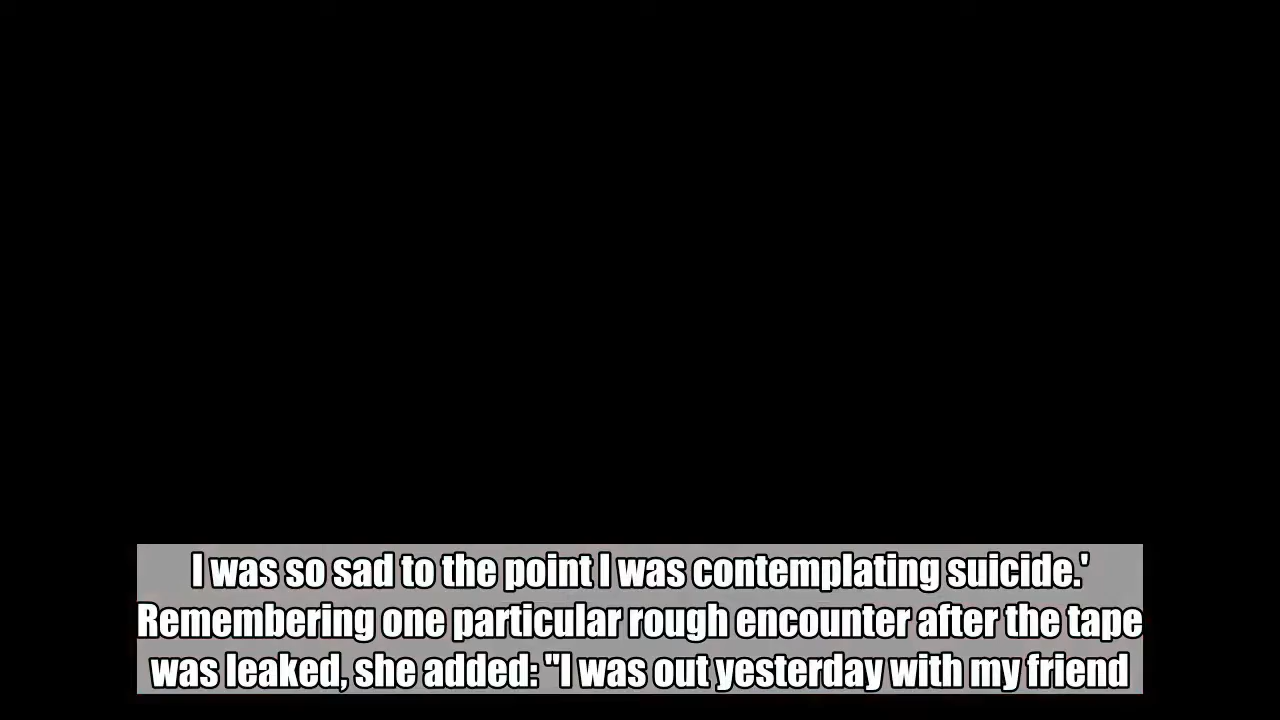 I was so sad to the point I was contemplating suicide.'
Remembering one particular rough encounter after the tape
was leaked, she added: "I was out yesterday with my friend